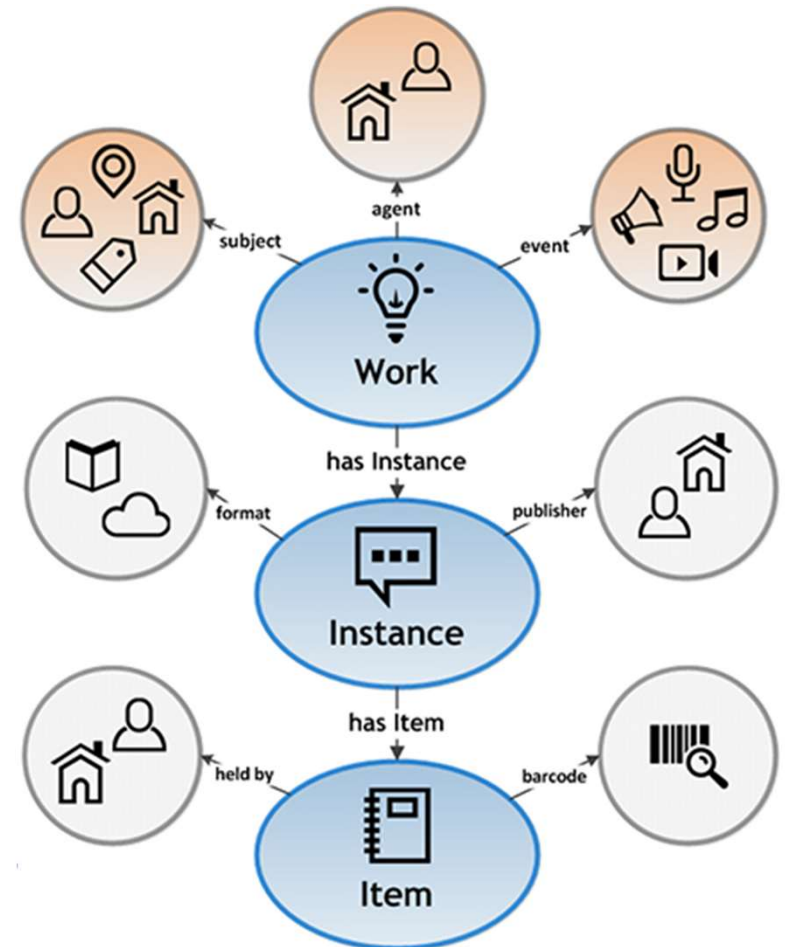 agent
subject
event
Work
has Instance
format
publisher
Instance
has Item
held by
barcode
Item